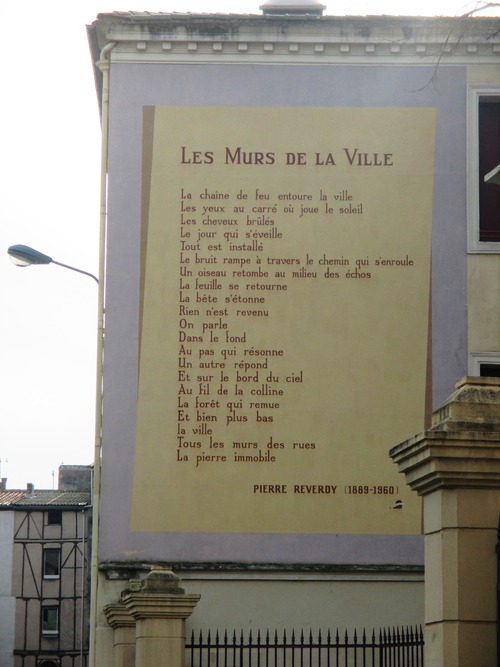 Les Murs de la Ville
La chaine de feu entoure la ville
Les yeux au carré où joue le soleil
Les cheveux brûlés
Le jour qui s'éveille
Tout est installé
Le bruit rampe à travers le chemin qui s'enroule
Un oiseau retombe au milieu des échos
La feuille se retourne
La bête s'étonne
Rien n'est revenu
On parle
Dans le fond
Au pas qui résonne
Un autre répond
Et sur le bord du ciel
Au fil de la colline
La forêt qui remue
Et bien plus bas
la ville
Tous les murs des rues
La pierre immobile
PIERRE REVERDY (1889-1960)